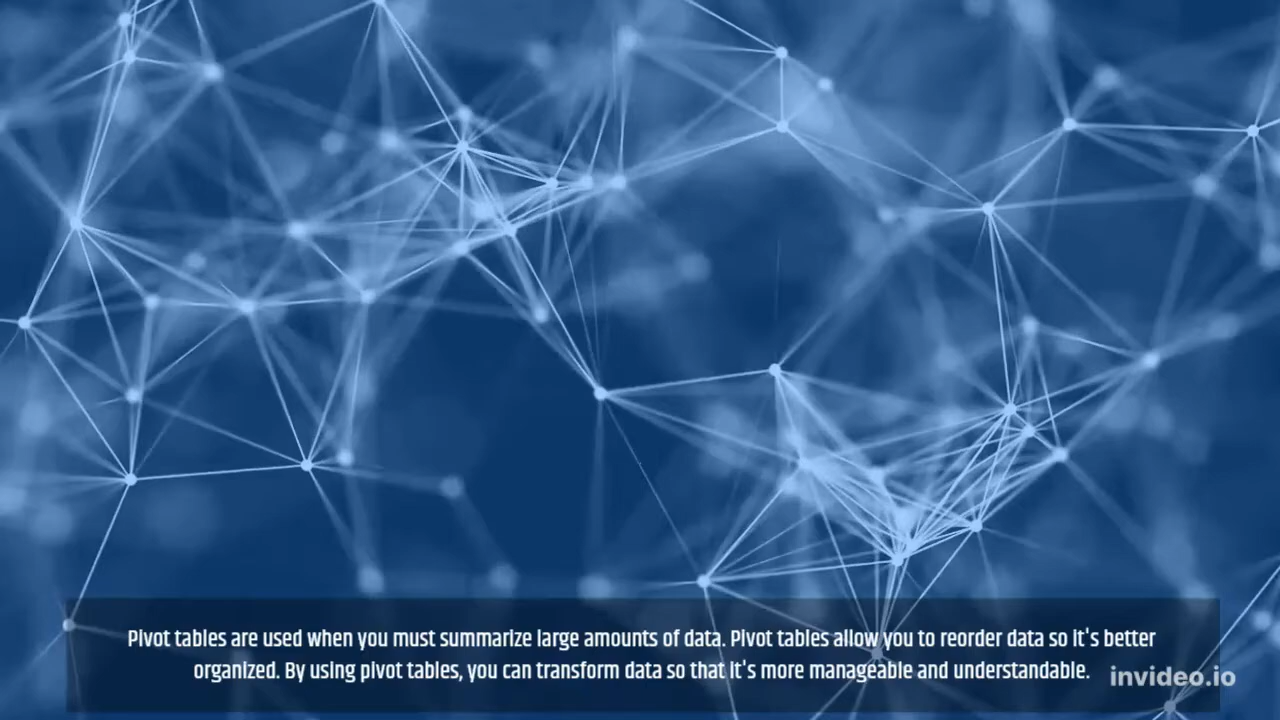 Pivot tables are used when you must summarize large amounts of data. Pivot tables allow you to reorder data so it's better
organized. By using pivot tables, you can transform data so that it's more manageable and understandable.
invideo.io